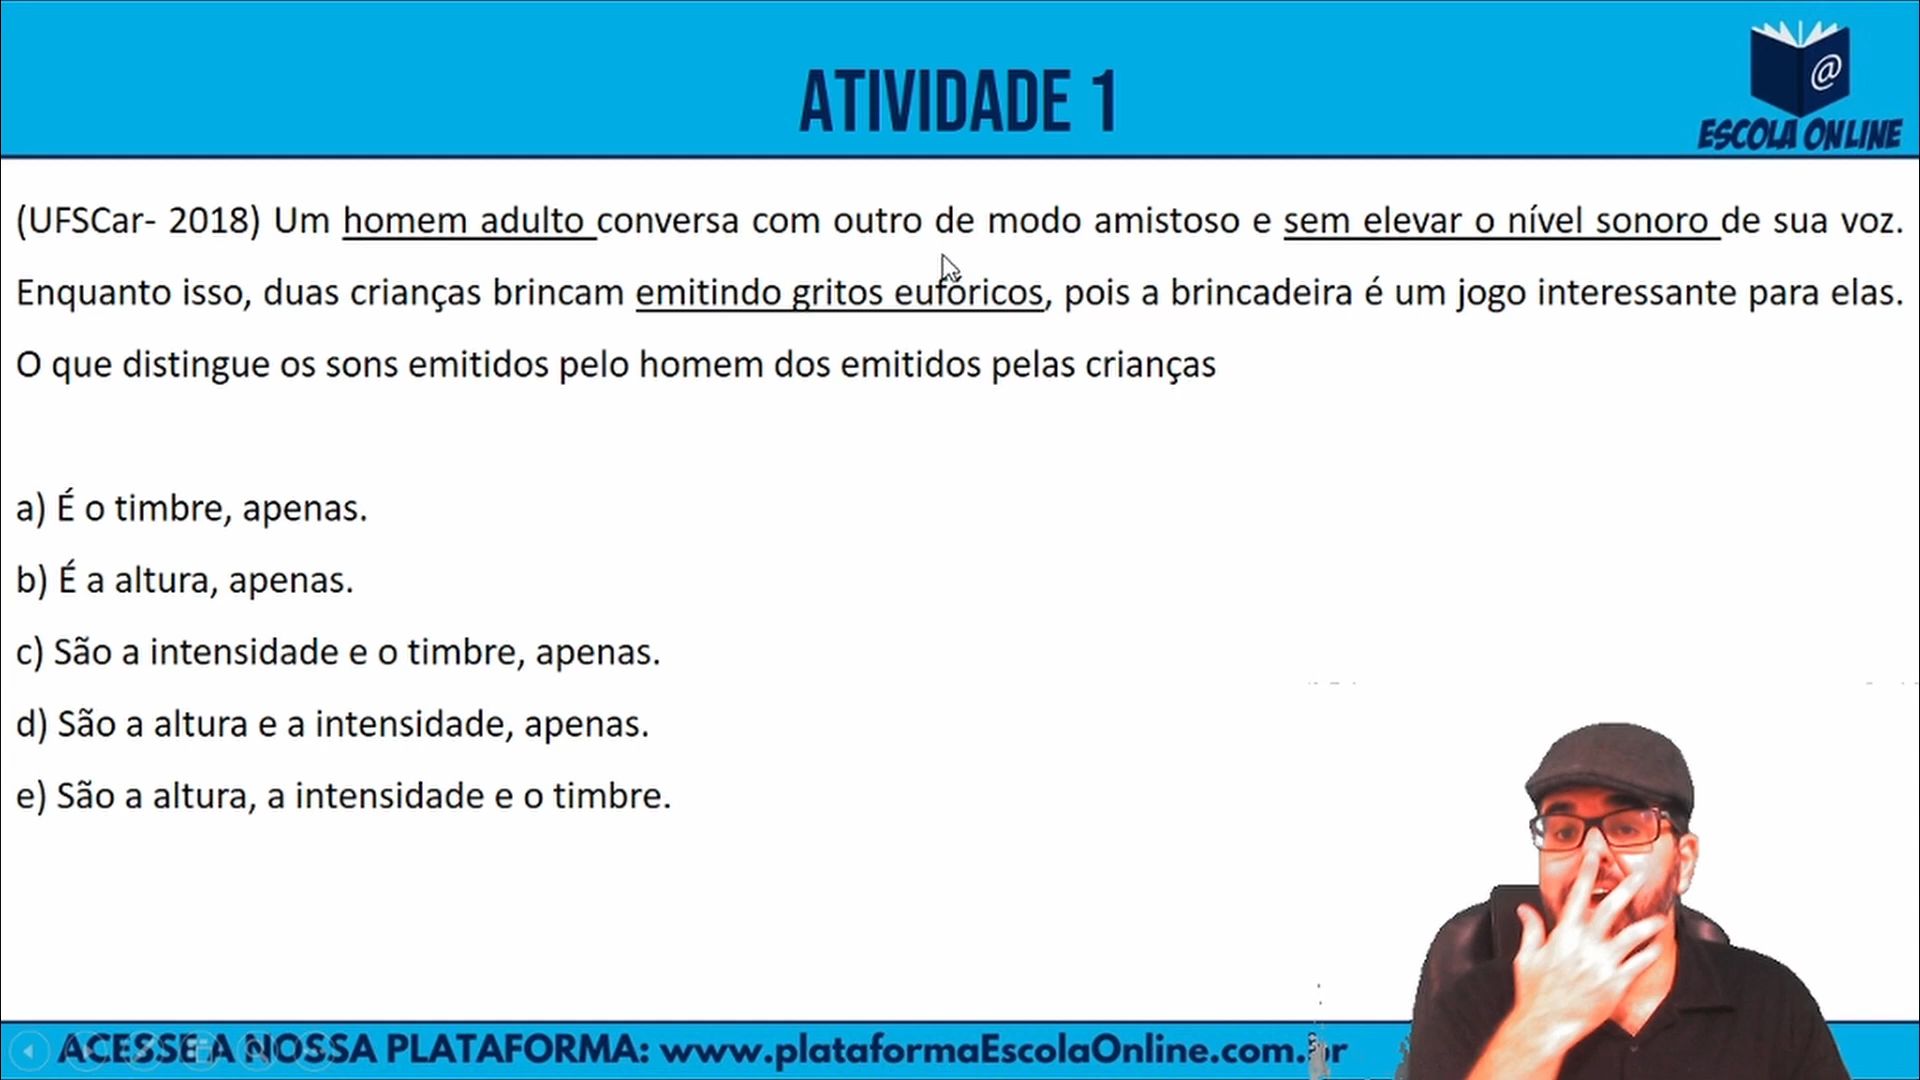 ATIVIDADE 1
@
ESCOLA ONLINE
(UFSCar- 2018) Um homem adulto conversa com outro de modo amistoso e sem elevar o nível sonoro de sua voz.
Enquanto isso, duas crianças brincam emitindo gritos eufóricos, pois a brincadeira é um jogo interessante para elas.
O que distingue os sons emitidos pelo homem dos emitidos pelas crianças
a) É o timbre, apenas.
b) É a altura, apenas.
c) São a intensidade e o timbre, apenas.
d) São a altura e a intensidade, apenas.
e) São a altura, a intensidade e o timbre.
ACESSE A NOSSA PLATAFORMA: www.plataformaEscolaOnline.com.br